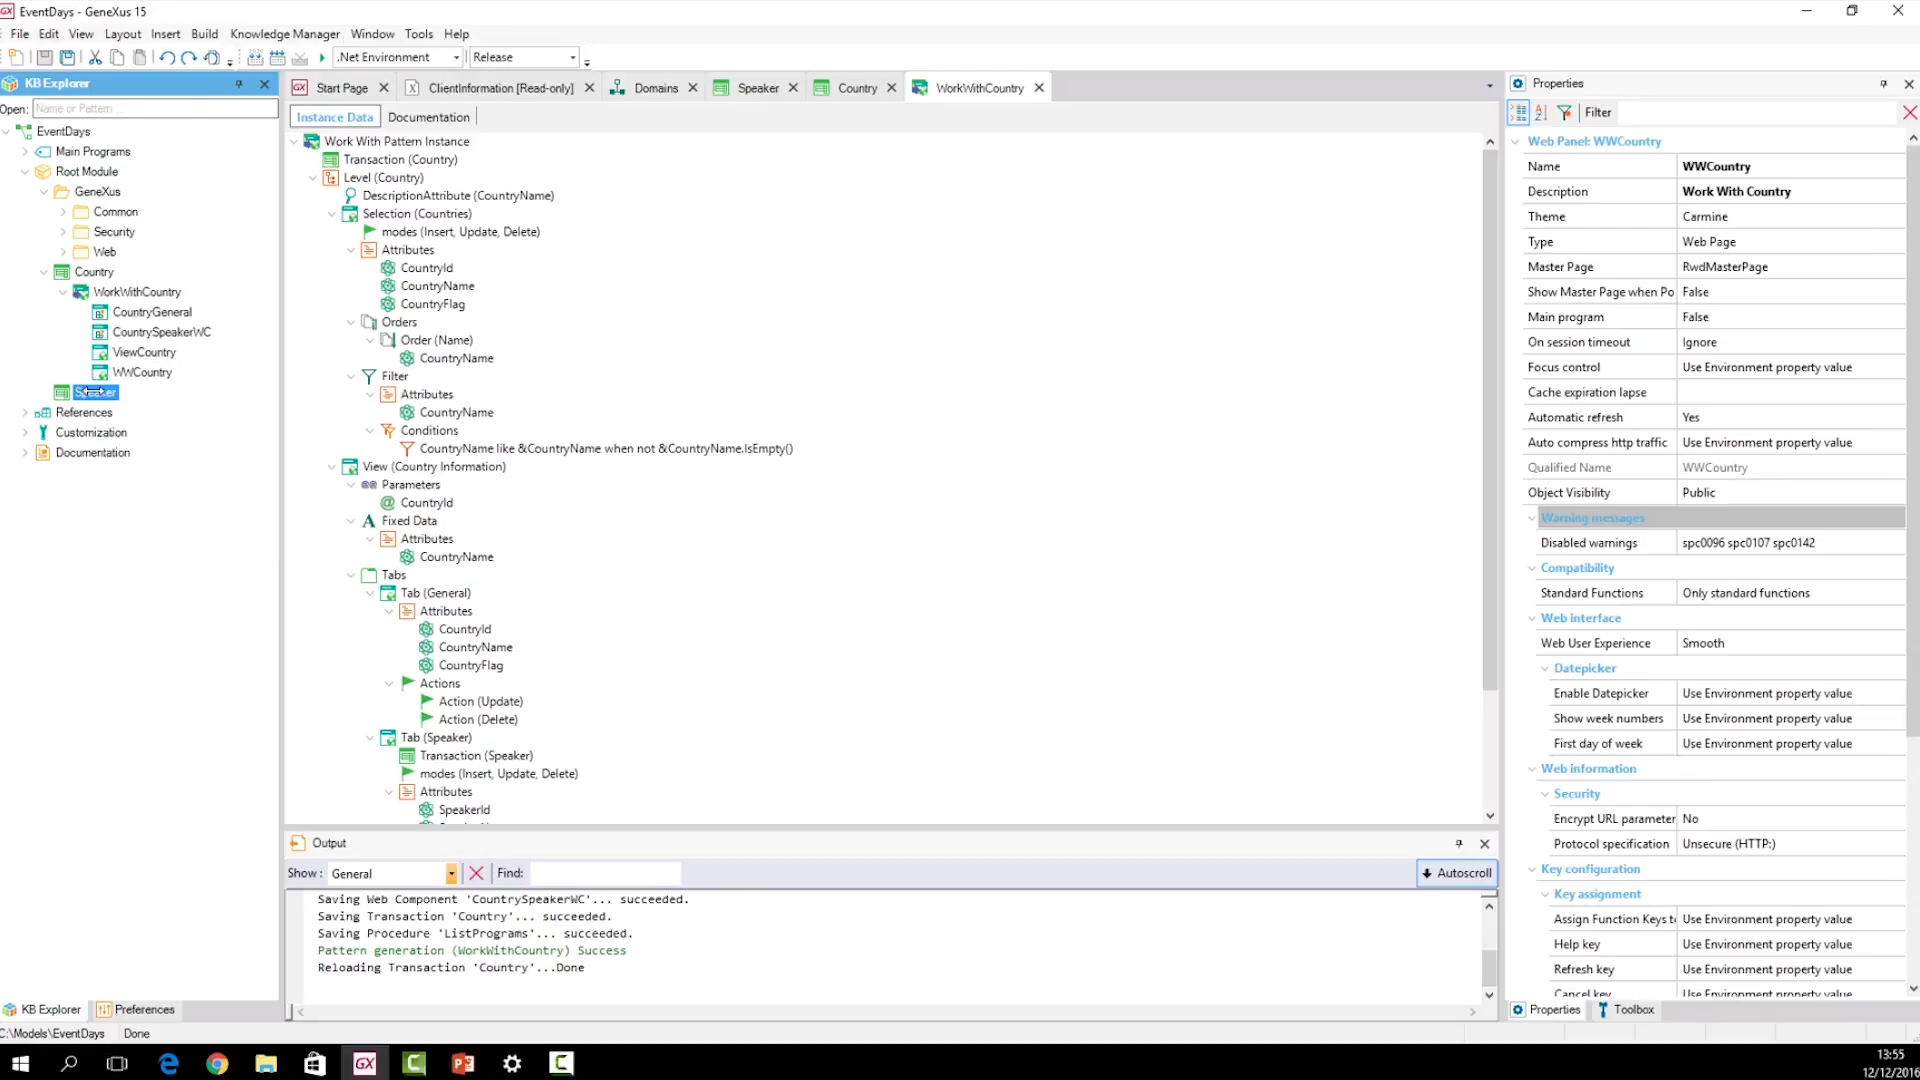 EventDays - GeneXus 15
File Edit View Layout Insert Build Knowledge Manager Window Tools Help
.Net Environment Release
KB Explorer
Open: Name or Pattern ...
EventDays
Main Programs
Root Module
GeneXus
Common
Security
Web
Country
WorkWithCountry
CountryGeneral
CountrySpeakerWC
ViewCountry
WWCountry
References
Customization
Documentation
KB Explorer Preferences
Start Page ClientInformation [Read-only] Domains Speaker Country WorkWithCountry
Instance Data Documentation
Work With Pattern Instance
Transaction (Country)
Level (Country)
DescriptionAttribute (CountryName)
Selection (Countries)
modes (Insert, Update, Delete)
Attributes
CountryId
CountryName
CountryFlag
Orders
Order (Name)
CountryName
Filter
Attributes
CountryName
Conditions
CountryName like &CountryName when not &CountryName.IsEmpty()
View (Country Information)
Parameters
CountryId
Fixed Data
Attributes
CountryName
Tabs
Tab (General)
Attributes
CountryId
CountryName
CountryFlag
Actions
Action (Update)
Action (Delete)
Tab (Speaker)
Transaction (Speaker)
modes (Insert, Update, Delete)
Attributes
SpeakerId
Output
Show : General Find: Autoscroll
Saving Web Component 'CountrySpeakerWC'... succeeded.
Saving Transaction 'Country'... succeeded.
Saving Procedure 'ListPrograms'... succeeded.
Pattern generation (WorkWithCountry) Success
Reloading Transaction 'Country'...Done
Properties
Filter
Web Panel: WWCountry
Name WWCountry
Description Work With Country
Theme Carmine
Type Web Page
Master Page RwdMasterPage
Show Master Page when Po False
Main program False
On session timeout Ignore
Focus control Use Environment property value
Cache expiration lapse
Automatic refresh Yes
Auto compress http traffic Use Environment property value
Qualified Name WWCountry
Object Visibility Public
Warning messages
Disabled warnings spc0096 spc0107 spc0142
Compatibility
Standard Functions Only standard functions
Web interface
Web User Experience Smooth
Datepicker
Enable Datepicker Use Environment property value
Show week numbers Use Environment property value
First day of week Use Environment property value
Web information
Security
Encrypt URL parameter No
Protocol specification Unsecure (HTTP:)
Key configuration
Key assignment
Assign Function Keys t Use Environment property value
Help key Use Environment property value
Refresh key Use Environment property value
Cancel key Use Environment property value
Properties Toolbox
C:\Models\EventDays Done
13:55
12/12/2016